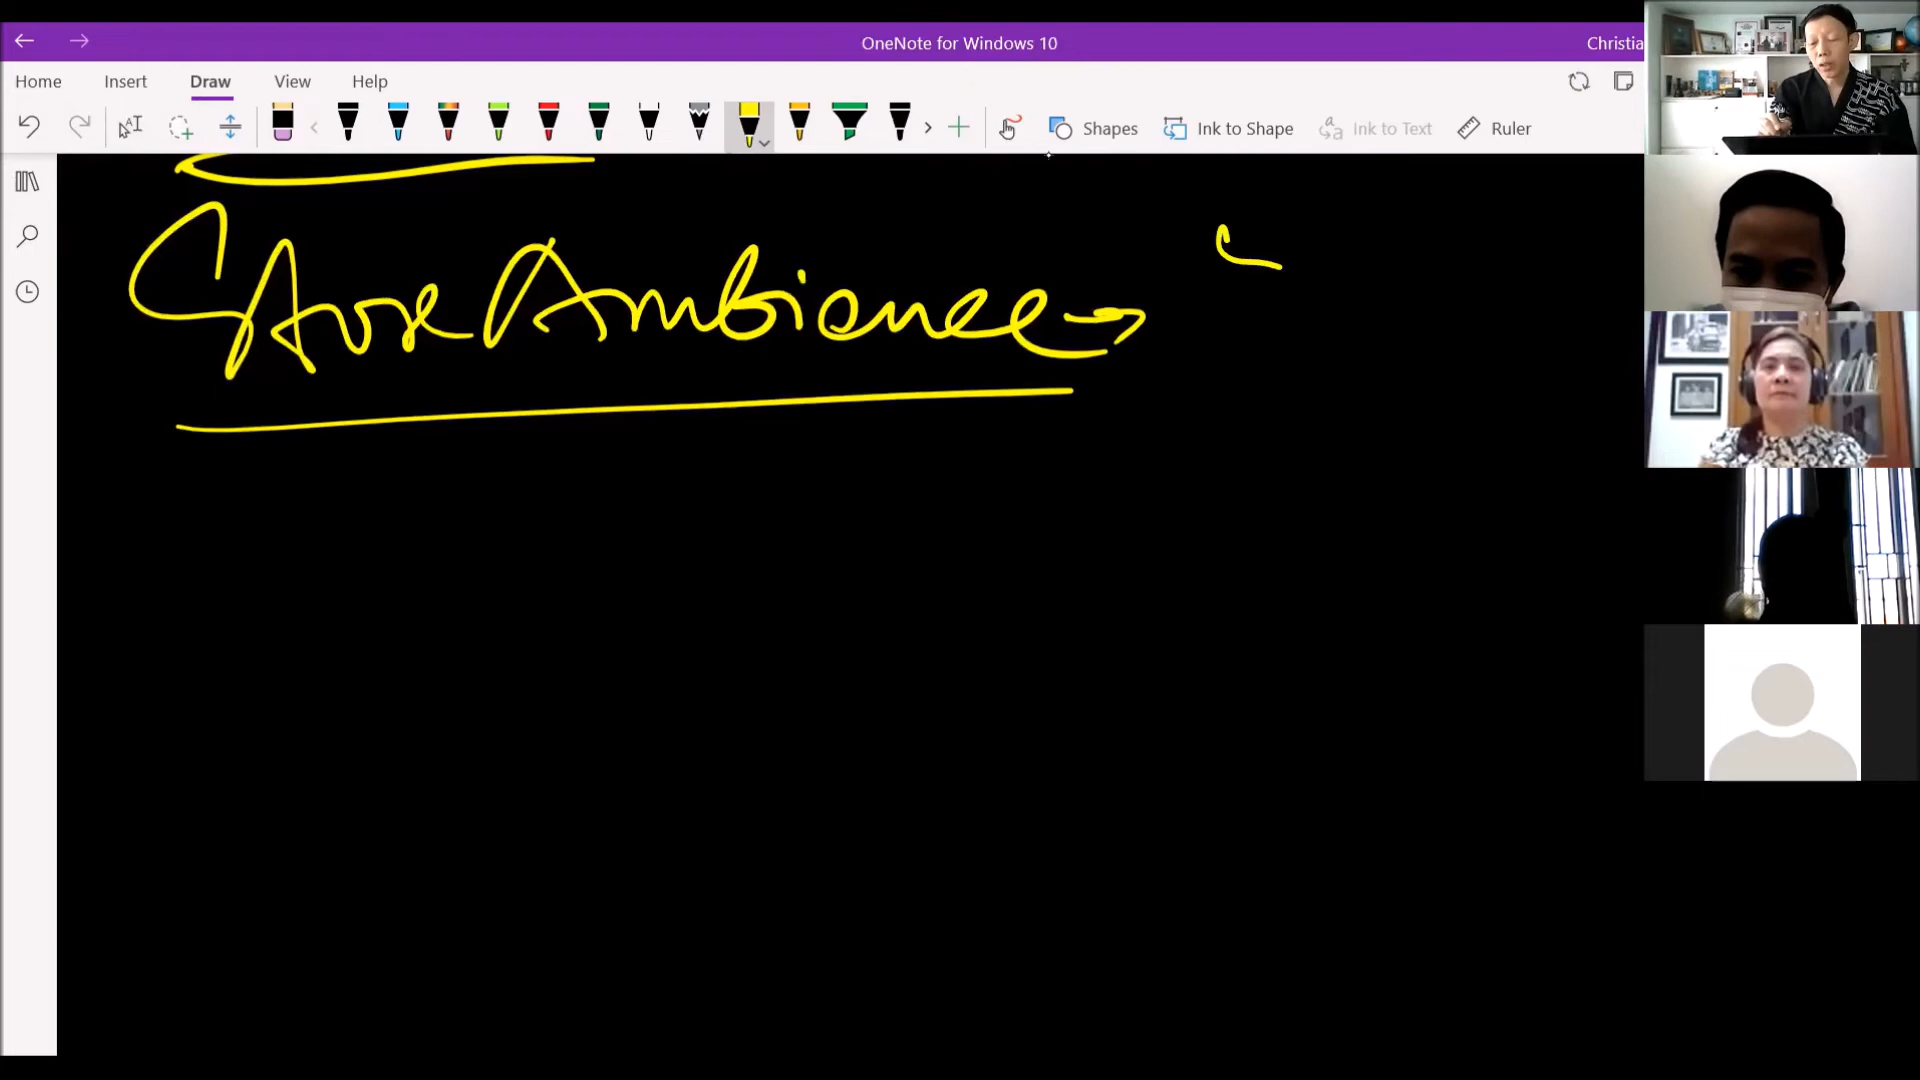 OneNote for Windows 10
Christia
Home Insert Draw View Help
Shapes Ink to Shape Ink to Text Ruler
Store Ambience →